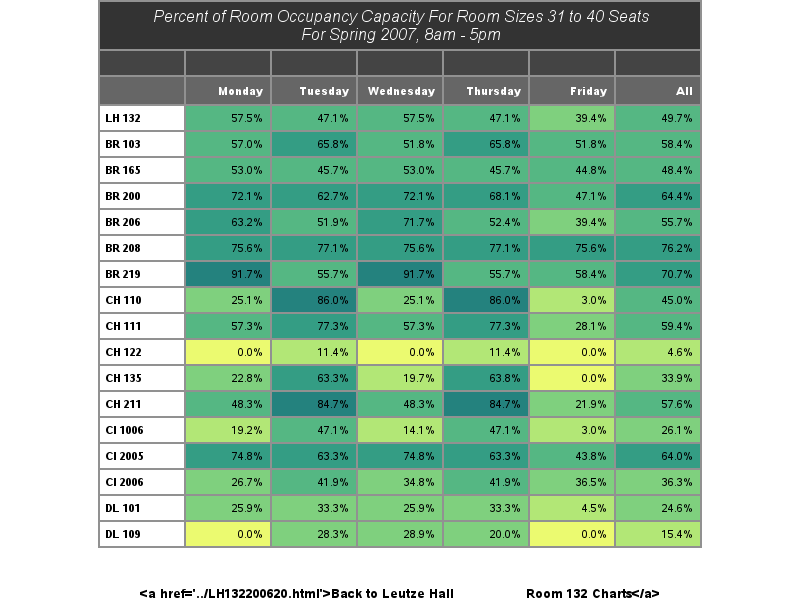 Percent of Room Occupancy Capacity For Room Sizes 31 to 40 Seats
For Spring 2007, 8am - 5pm
Monday Tuesday Wednesday Thursday Friday All
LH 132 57.5% 47.1% 57.5% 47.1% 39.4% 49.7%
BR 103 57.0% 65.8% 51.8% 65.8% 51.8% 58.4%
BR 165 53.0% 45.7% 53.0% 45.7% 44.8% 48.4%
BR 200 72.1% 62.7% 72.1% 68.1% 47.1% 64.4%
BR 206 63.2% 51.9% 71.7% 52.4% 39.4% 55.7%
BR 208 75.6% 77.1% 75.6% 77.1% 75.6% 76.2%
BR 219 91.7% 55.7% 91.7% 55.7% 58.4% 70.7%
CH 110 25.1% 86.0% 25.1% 86.0% 3.0% 45.0%
CH 111 57.3% 77.3% 57.3% 77.3% 28.1% 59.4%
CH 122 0.0% 11.4% 0.0% 11.4% 0.0% 4.6%
CH 135 22.8% 63.3% 19.7% 63.8% 0.0% 33.9%
CH 211 48.3% 84.7% 48.3% 84.7% 21.9% 57.6%
CI 1006 19.2% 47.1% 14.1% 47.1% 3.0% 26.1%
CI 2005 74.8% 63.3% 74.8% 63.3% 43.8% 64.0%
CI 2006 26.7% 41.9% 34.8% 41.9% 36.5% 36.3%
DL 101 25.9% 33.3% 25.9% 33.3% 4.5% 24.6%
DL 109 0.0% 28.3% 28.9% 20.0% 0.0% 15.4%
<a href='../LH132200620.html'>Back to Leutze Hall Room 132 Charts</a>